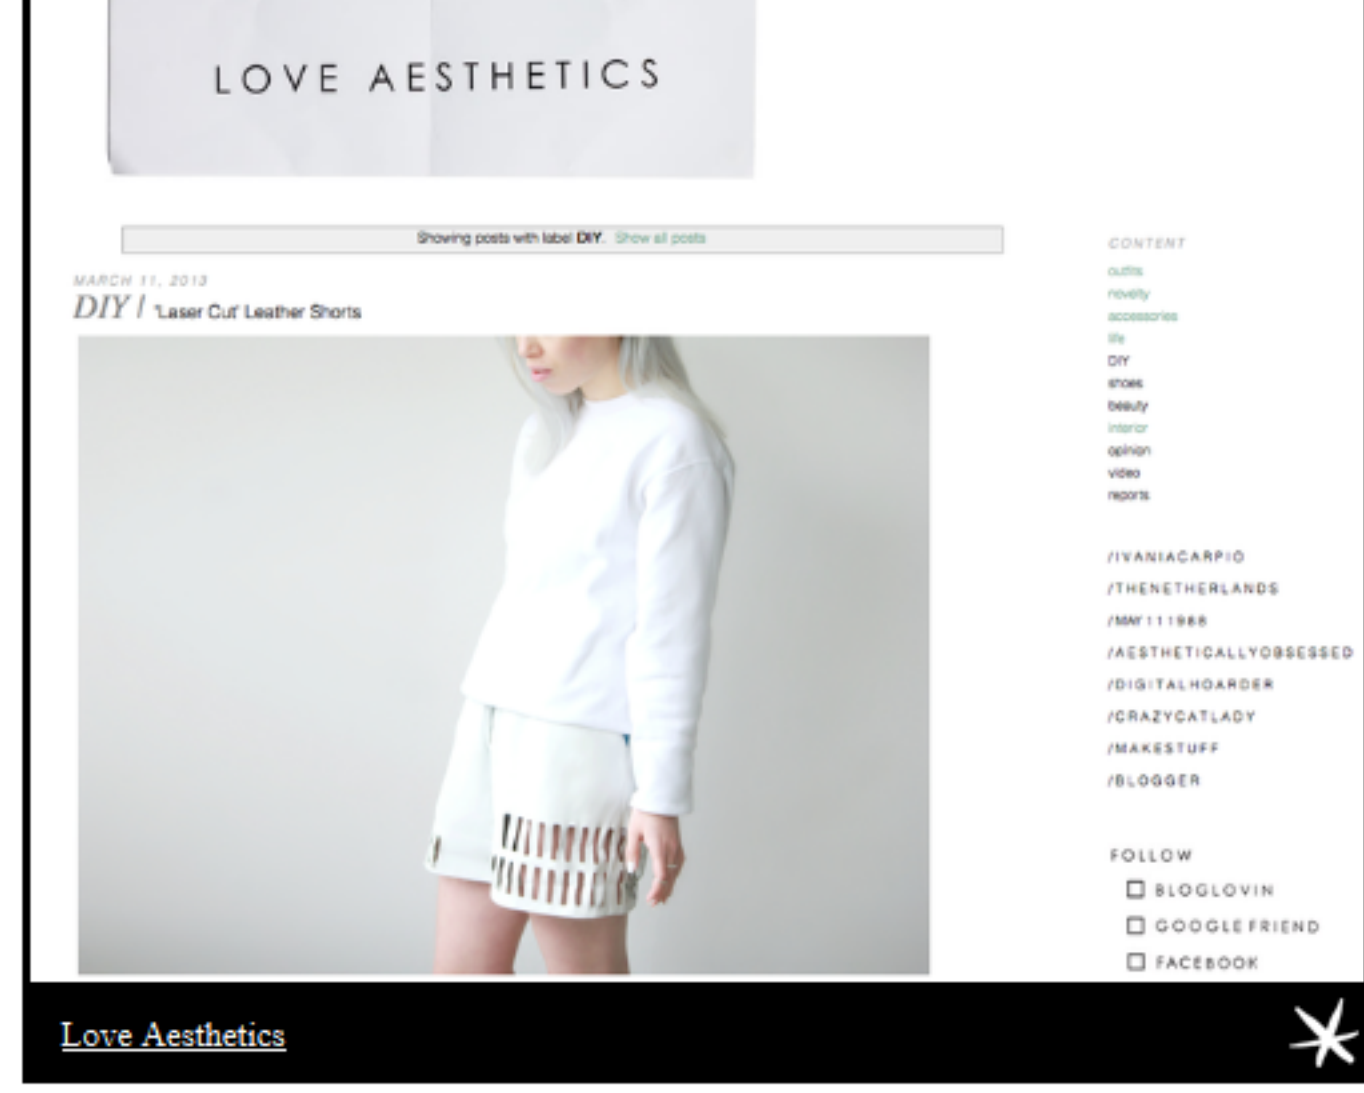 LOVE AESTHETICS
Showing posts with label DIY. Show all posts
MARCH 11, 2013
DIY | 'Laser Cut' Leather Shorts
CONTENT
outfits
novelty
accessories
life
DIY
shoes
beauty
interior
opinion
video
reports
/IVANIACARPIO
/THENETHERLANDS
/MAY111988
/AESTHETICALLYOBSESSED
/DIGITALHOARDER
/CRAZYCATLADY
/MAKESTUFF
/BLOGGER
FOLLOW
BLOGLOVIN
GOOGLE FRIEND
FACEBOOK
Love Aesthetics